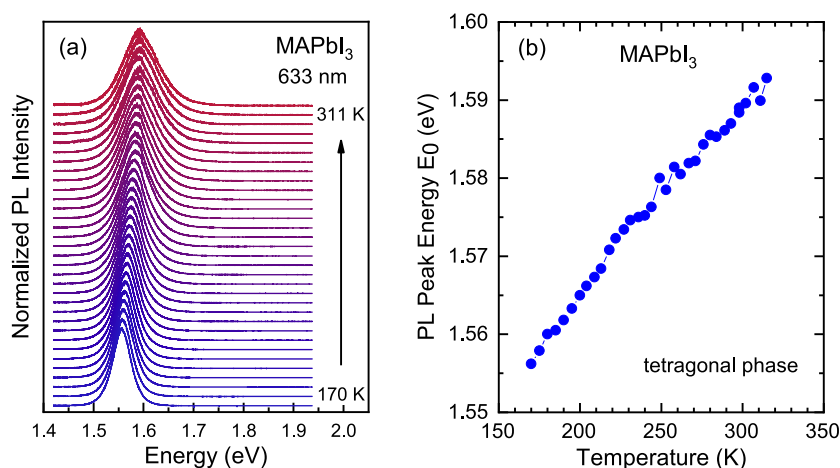 (a)
MAPbI₃
633 nm
311 K
170 K
Normalized PL Intensity
1.4 1.5 1.6 1.7 1.8 1.9 2.0
Energy (eV)
(b)
MAPbI₃
1.60
1.59
1.58
1.57
1.56
1.55
PL Peak Energy E₀ (eV)
tetragonal phase
150 200 250 300 350
Temperature (K)